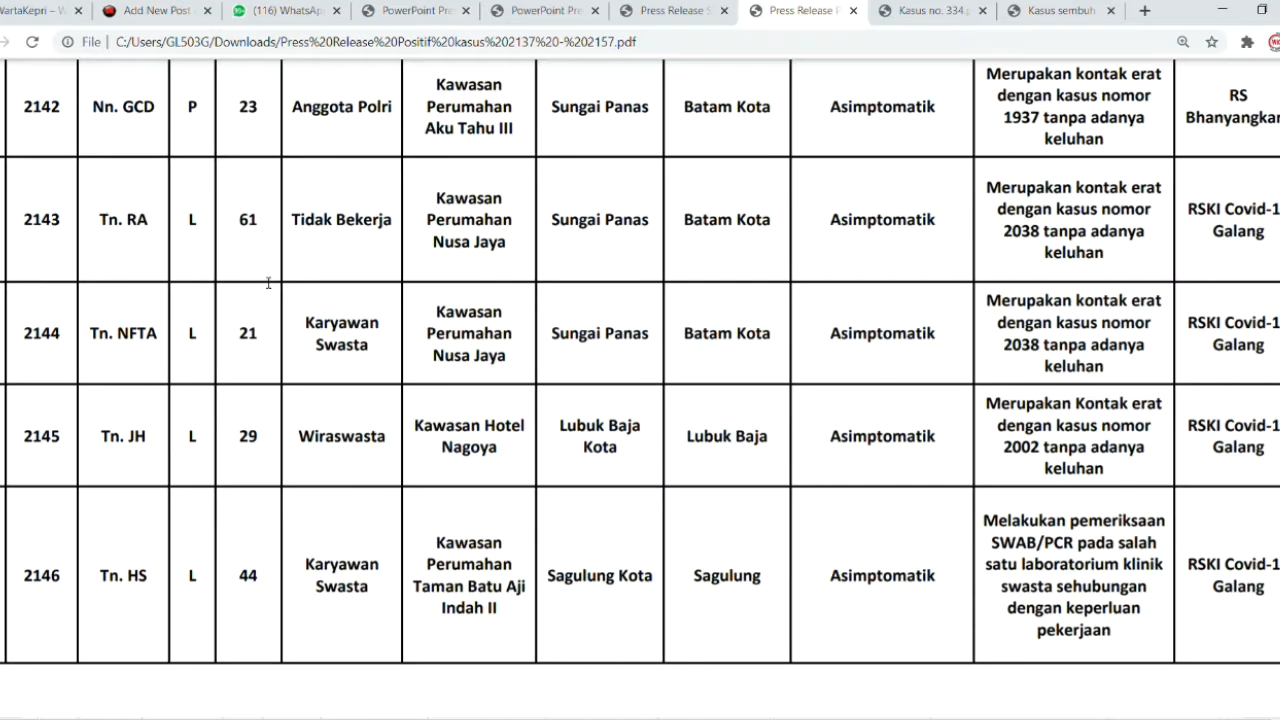 WartaKepri – W
Add New Post
(116) WhatsAp
PowerPoint Pre
PowerPoint Pre
Press Release S
Press Release P
Kasus no. 334.p
Kasus sembuh
File
C:/Users/GL503G/Downloads/Press%20Release%20Positif%20kasus%202137%20-%202157.pdf
2142
Nn. GCD
P
23
Anggota Polri
Kawasan
Perumahan
Aku Tahu III
Sungai Panas
Batam Kota
Asimptomatik
Merupakan kontak erat
dengan kasus nomor
1937 tanpa adanya
keluhan
RS
Bhanyangkar
2143
Tn. RA
L
61
Tidak Bekerja
Kawasan
Perumahan
Nusa Jaya
Sungai Panas
Batam Kota
Asimptomatik
Merupakan kontak erat
dengan kasus nomor
2038 tanpa adanya
keluhan
RSKI Covid-1
Galang
2144
Tn. NFTA
L
21
Karyawan
Swasta
Kawasan
Perumahan
Nusa Jaya
Sungai Panas
Batam Kota
Asimptomatik
Merupakan kontak erat
dengan kasus nomor
2038 tanpa adanya
keluhan
RSKI Covid-1
Galang
2145
Tn. JH
L
29
Wiraswasta
Kawasan Hotel
Nagoya
Lubuk Baja
Kota
Lubuk Baja
Asimptomatik
Merupakan Kontak erat
dengan kasus nomor
2002 tanpa adanya
keluhan
RSKI Covid-1
Galang
2146
Tn. HS
L
44
Karyawan
Swasta
Kawasan
Perumahan
Taman Batu Aji
Indah II
Sagulung Kota
Sagulung
Asimptomatik
Melakukan pemeriksaan
SWAB/PCR pada salah
satu laboratorium klinik
swasta sehubungan
dengan keperluan
pekerjaan
RSKI Covid-1
Galang